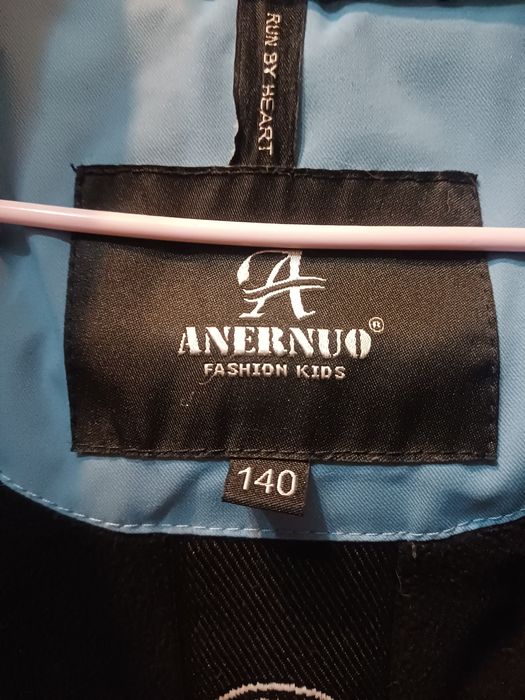 RUN BY HEART
A
ANERNUO®
FASHION KIDS
140